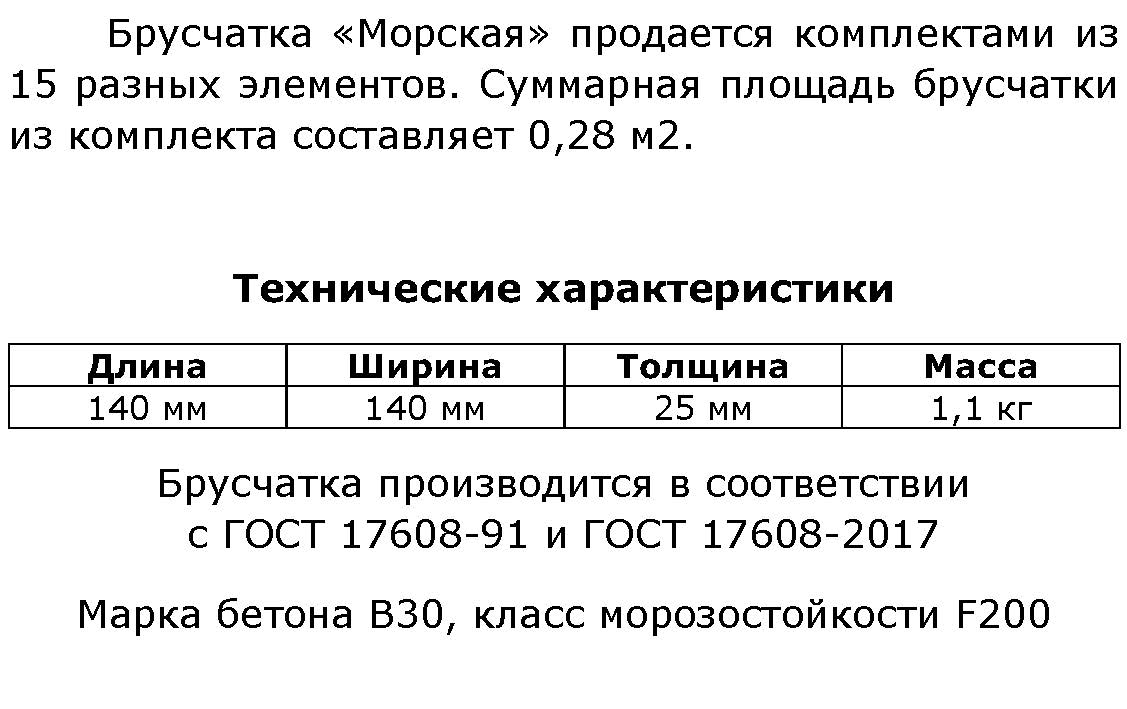 Брусчатка «Морская» продается комплектами из
15 разных элементов. Суммарная площадь брусчатки
из комплекта составляет 0,28 м2.
Технические характеристики
Длина Ширина Толщина Масса
140 мм 140 мм 25 мм 1,1 кг
Брусчатка производится в соответствии
с ГОСТ 17608-91 и ГОСТ 17608-2017
Марка бетона В30, класс морозостойкости F200